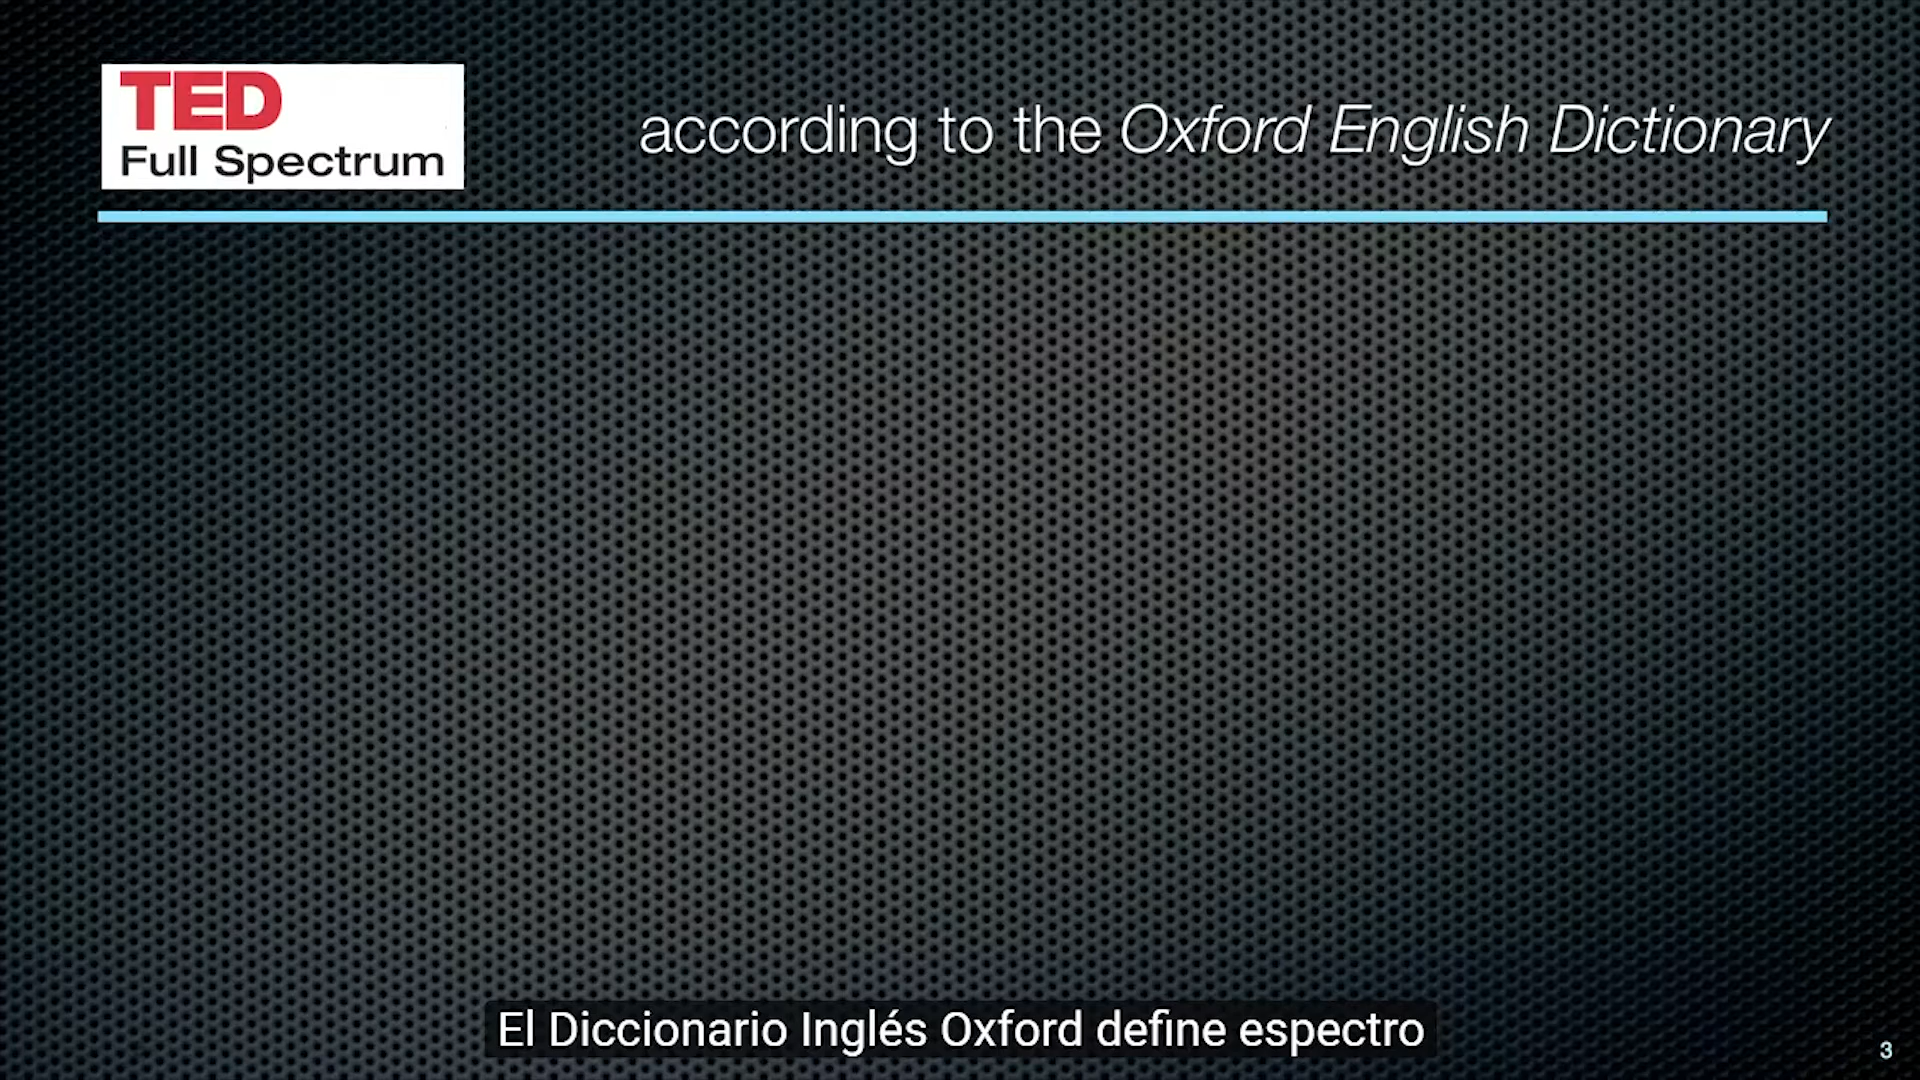 TED
Full Spectrum
according to the Oxford English Dictionary
El Diccionario Inglés Oxford define espectro
3